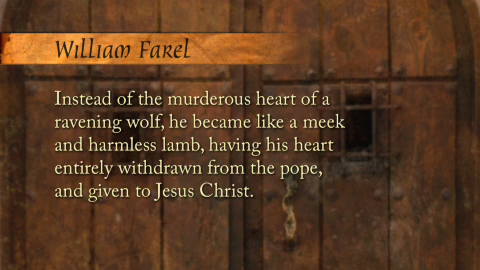 William Farel
Instead of the murderous heart of a
ravening wolf, he became like a meek
and harmless lamb, having his heart
entirely withdrawn from the pope,
and given to Jesus Christ.